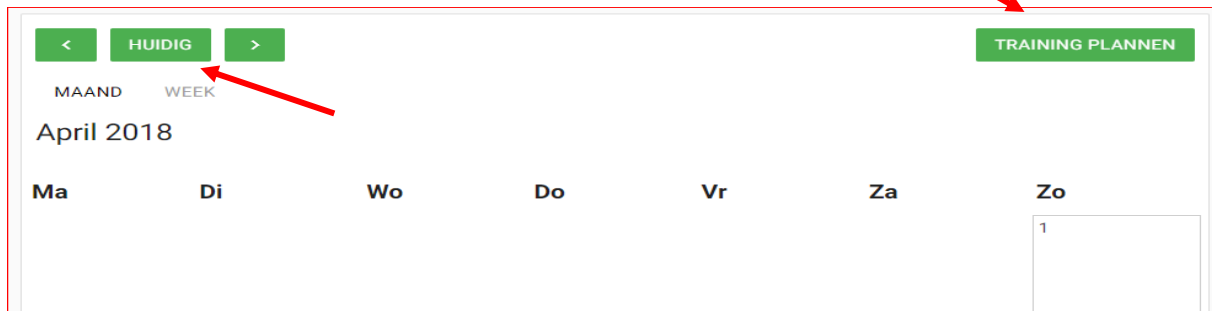 < HUIDIG > TRAINING PLANNEN
MAAND WEEK
April 2018
Ma Di Wo Do Vr Za Zo
1